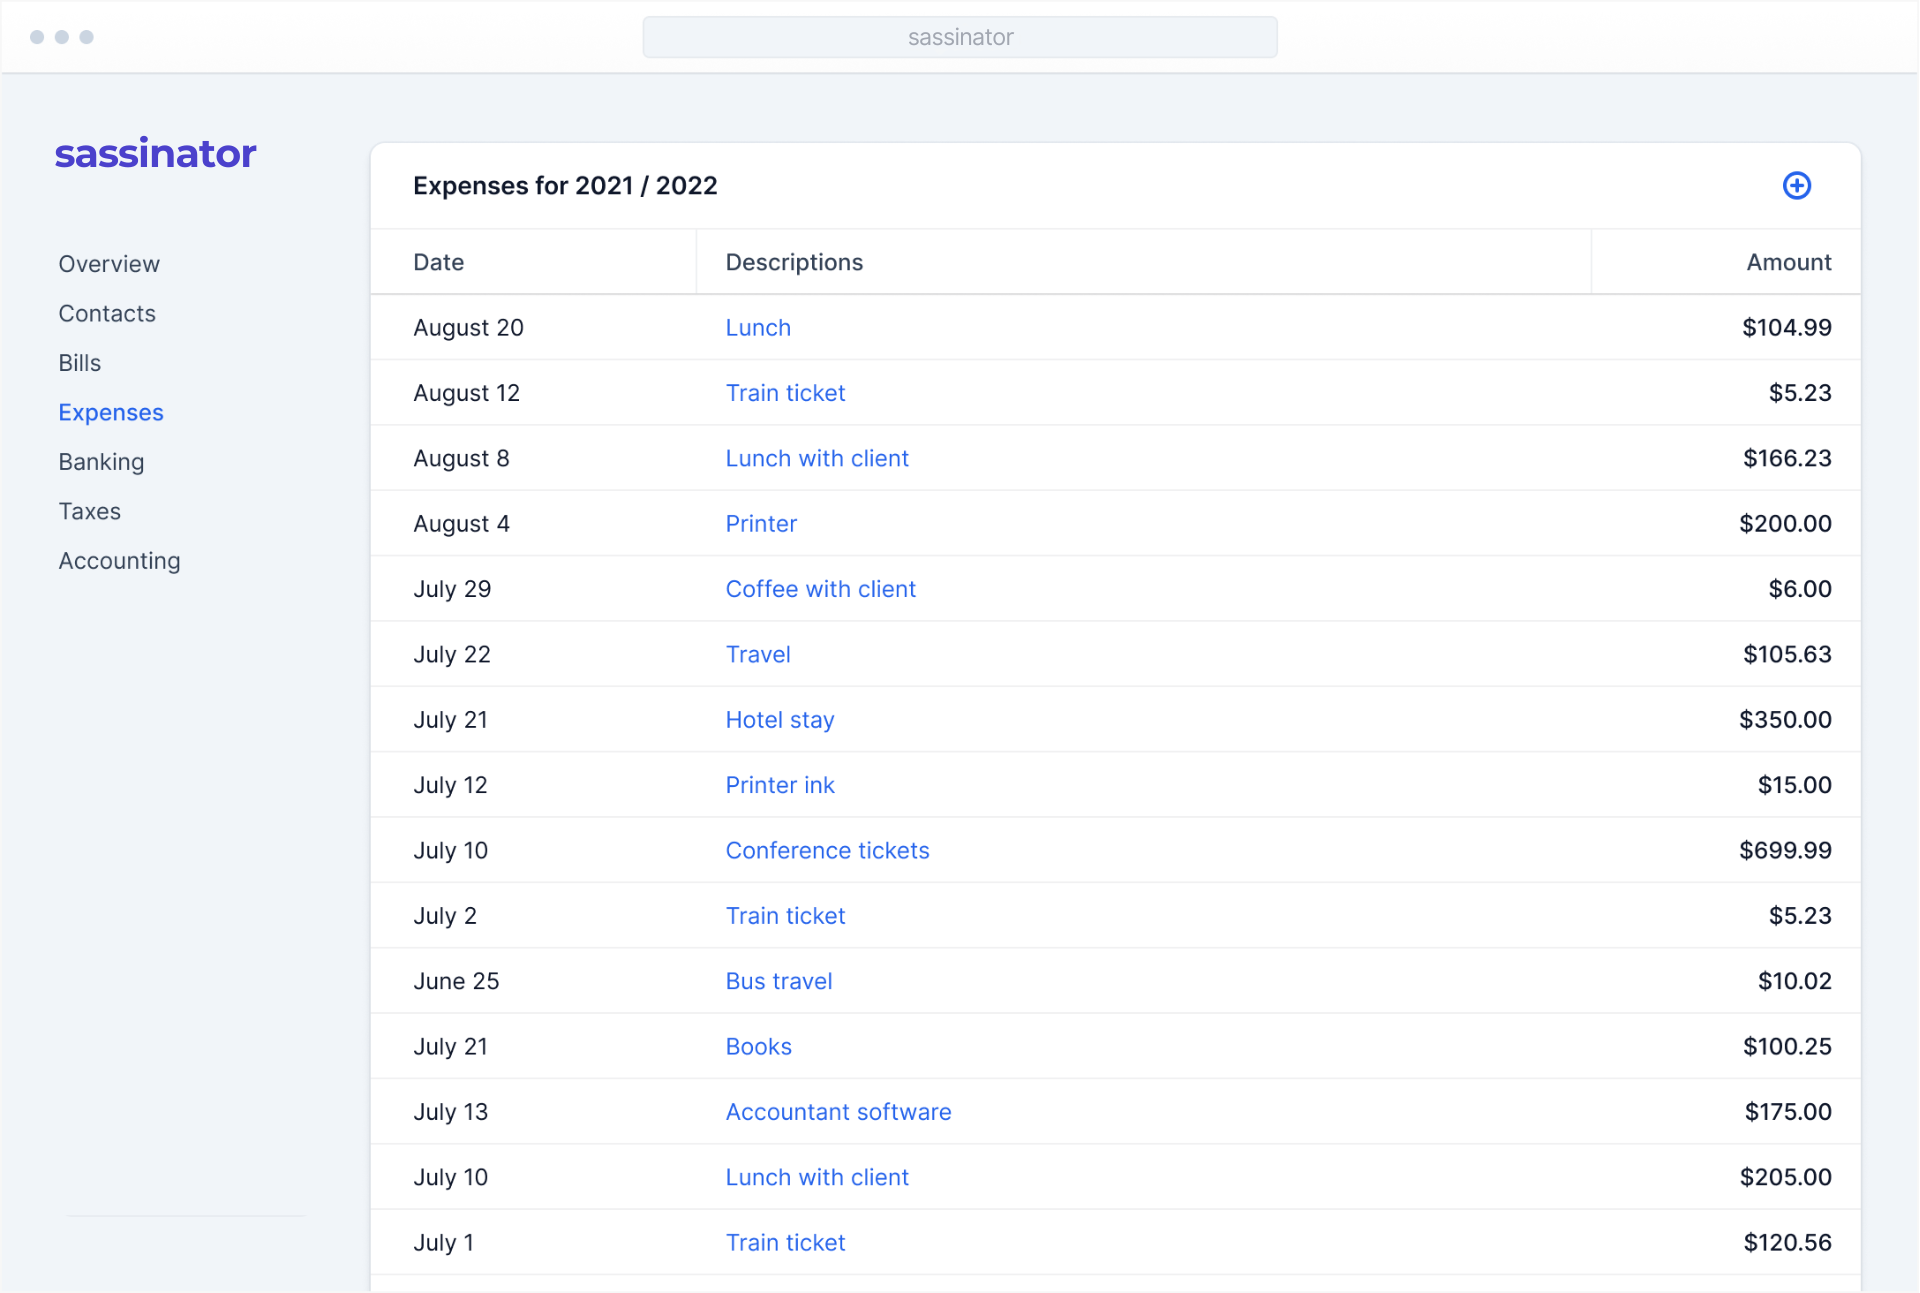 sassinator
sassinator
Overview
Contacts
Bills
Expenses
Banking
Taxes
Accounting
Expenses for 2021 / 2022
Date Descriptions Amount
August 20 Lunch $104.99
August 12 Train ticket $5.23
August 8 Lunch with client $166.23
August 4 Printer $200.00
July 29 Coffee with client $6.00
July 22 Travel $105.63
July 21 Hotel stay $350.00
July 12 Printer ink $15.00
July 10 Conference tickets $699.99
July 2 Train ticket $5.23
June 25 Bus travel $10.02
July 21 Books $100.25
July 13 Accountant software $175.00
July 10 Lunch with client $205.00
July 1 Train ticket $120.56